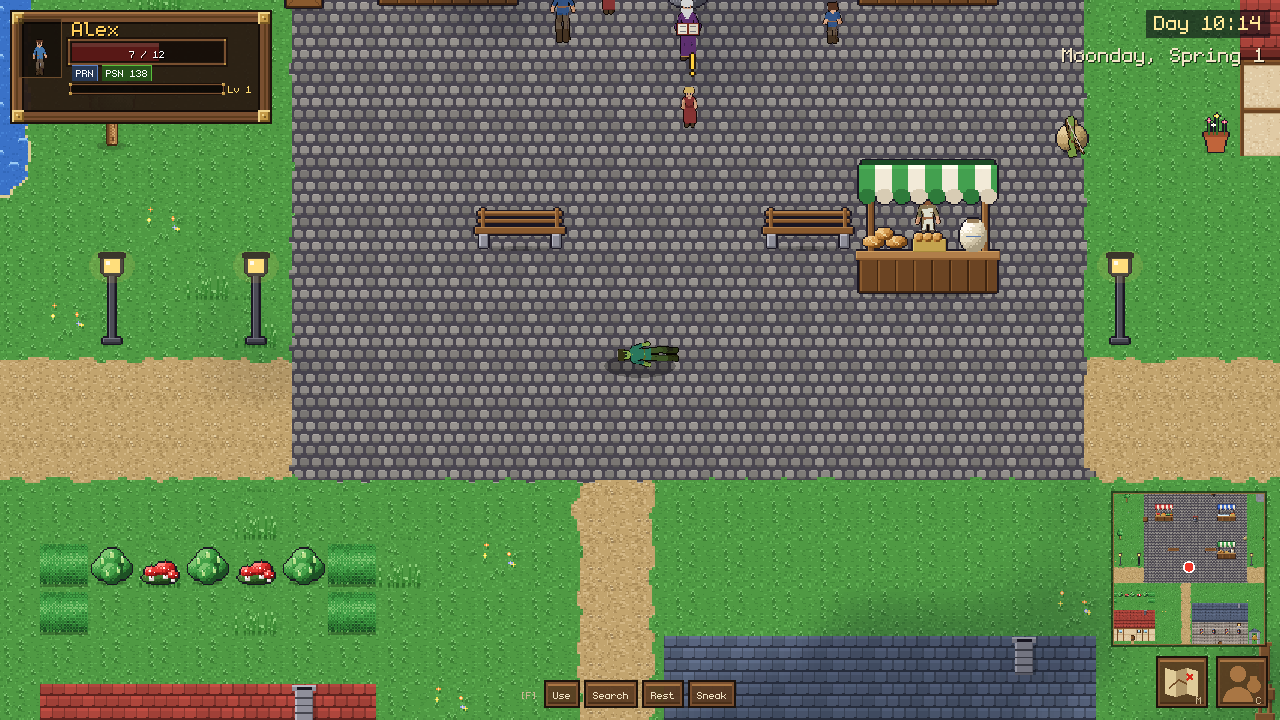 Alex
7 / 12
PRN PSN 138
Lv 1
Day 10:14
Moonday, Spring 1
[F] Use Search Rest Sneak
M
C